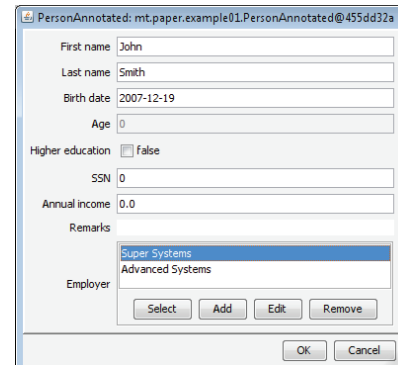 PersonAnnotated: mt.paper.example01.PersonAnnotated@455dd32a
First name John
Last name Smith
Birth date 2007-12-19
Age 0
Higher education false
SSN 0
Annual income 0.0
Remarks
Super Systems
Advanced Systems
Employer
Select Add Edit Remove
OK Cancel